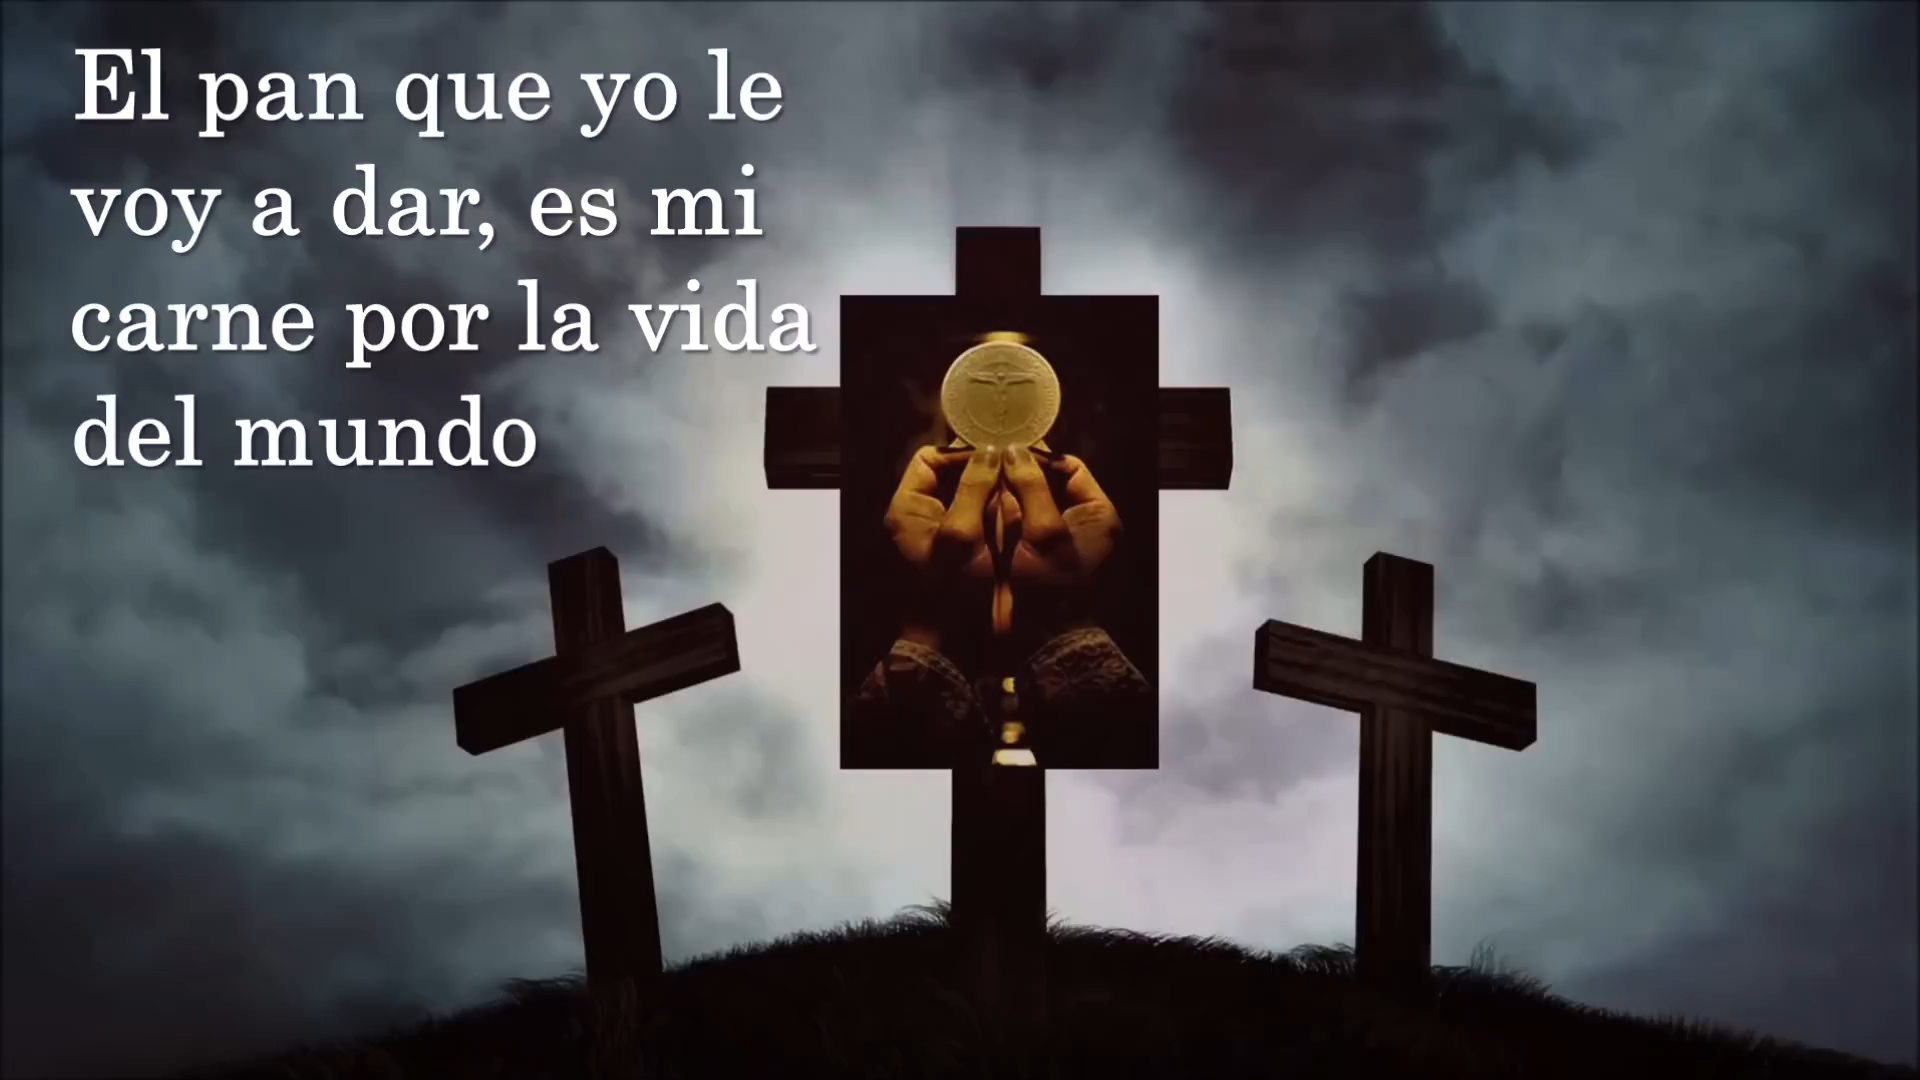 El pan que yo le
voy a dar, es mi
carne por la vida
del mundo